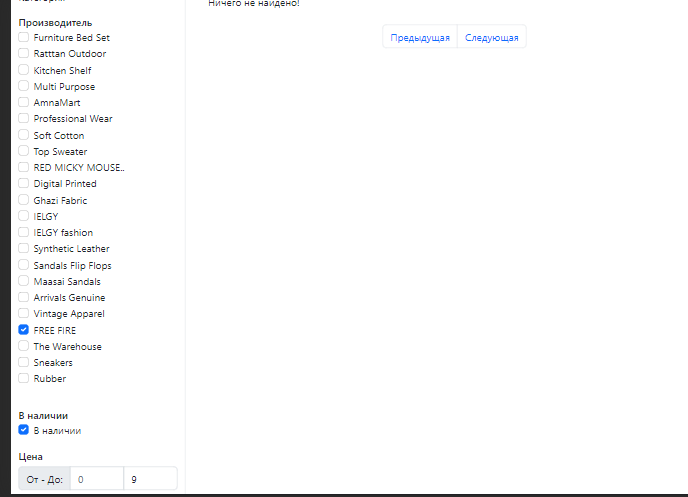 Ничего не найдено!
Производитель
Furniture Bed Set
Rattan Outdoor
Kitchen Shelf
Multi Purpose
AmnaMart
Professional Wear
Soft Cotton
Top Sweater
RED MICKY MOUSE..
Digital Printed
Ghazi Fabric
IELGY
IELGY fashion
Synthetic Leather
Sandals Flip Flops
Maasai Sandals
Arrivals Genuine
Vintage Apparel
FREE FIRE
The Warehouse
Sneakers
Rubber
В наличии
В наличии
Цена
От - До: 0 9
Предыдущая Следующая